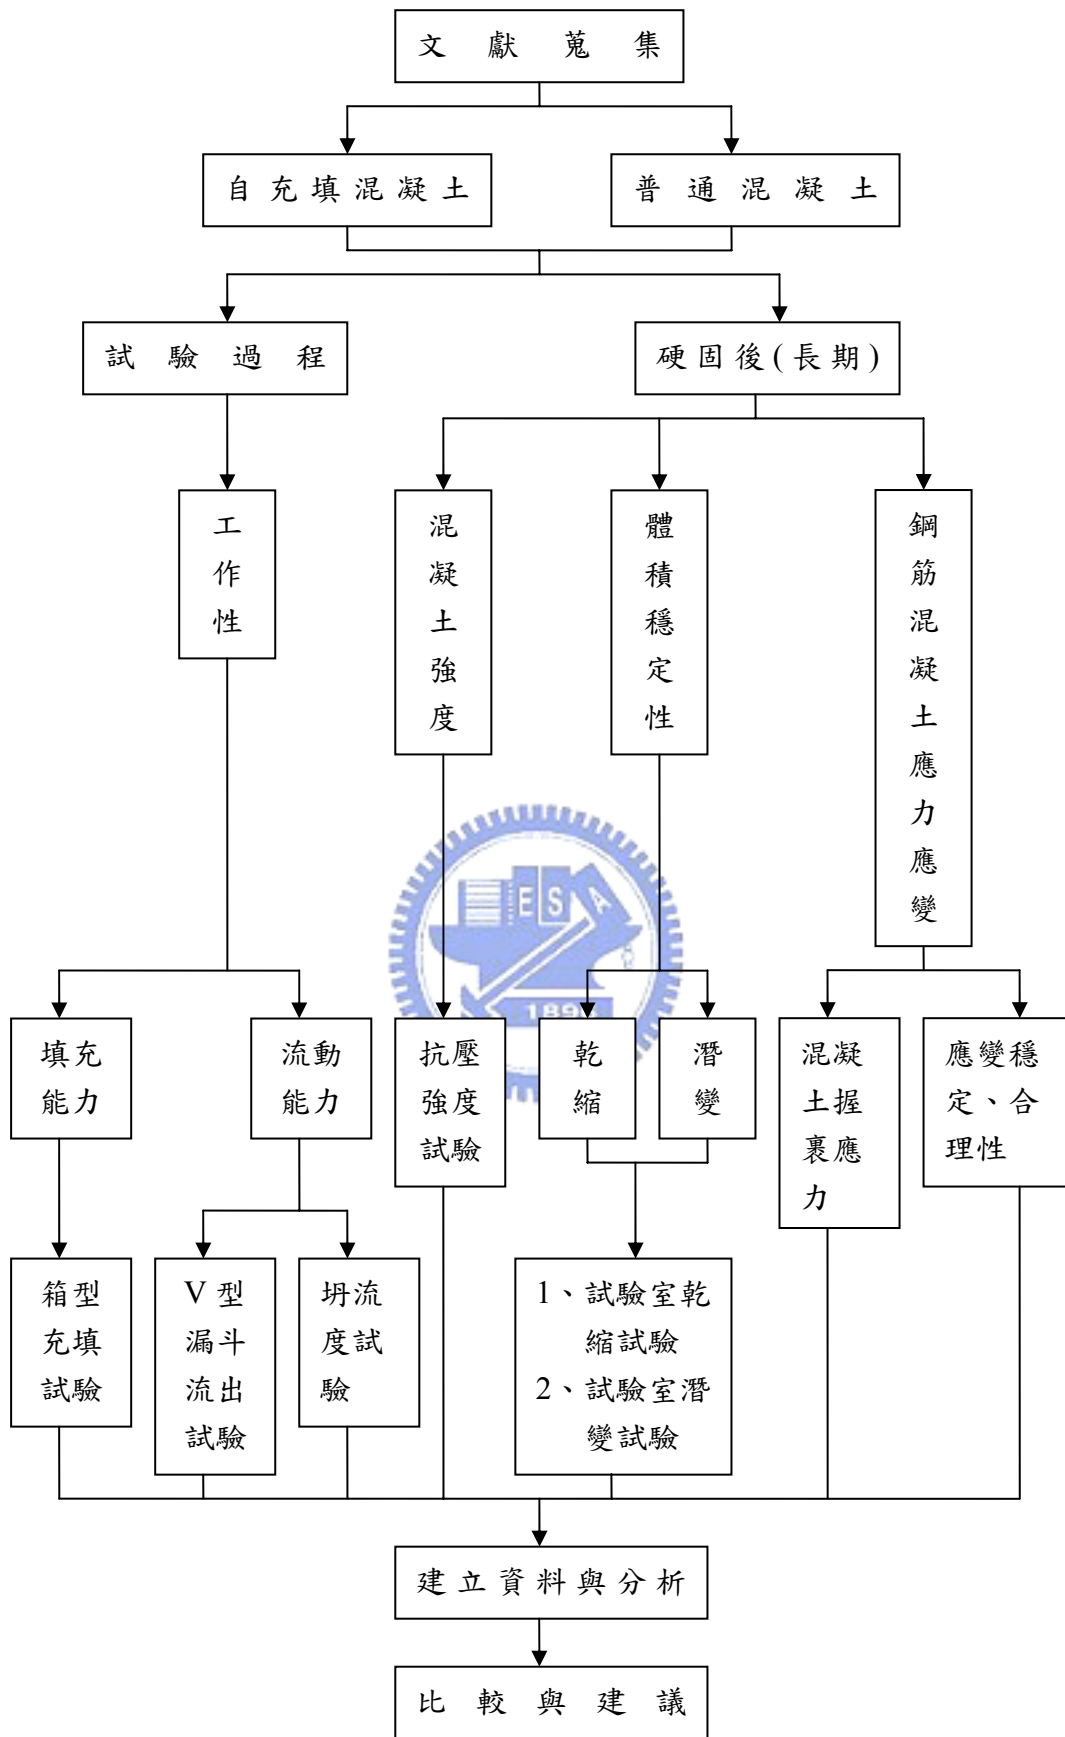 文獻蒐集
自充填混凝土
普通混凝土
試驗過程
硬固後(長期)
工
作
性
混
凝
土
強
度
體
積
穩
定
性
鋼
筋
混
凝
土
應
力
應
變
ESA
1896
填充
能力
流動
能力
抗壓
強度
試驗
乾
縮
潛
變
混凝
土握
裹應
力
應變穩
定、合
理性
箱型
充填
試驗
V型
漏斗
流出
試驗
坍流
度試
驗
1、試驗室乾
縮試驗
2、試驗室潛
變試驗
建立資料與分析
比較與建議